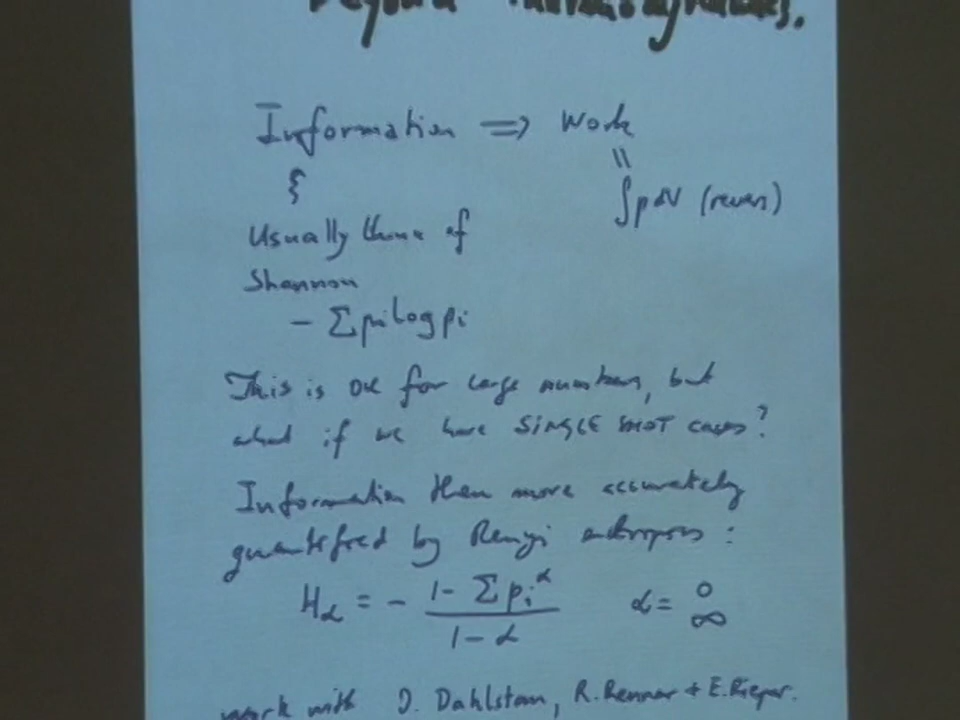 beyond
Information => Work
||
∫pdV (revers)
Usually think of
Shannon
- Σ pi log pi
This is OK for large numbers, but
what if we have SINGLE SHOT cases?
Information then more accurately
quantified by Renyi entropies:
Hα = - (1 - Σ pi^α) / (1 - α)   α = 0 ∞
work with O. Dahlsten, R. Renner + E. Rieper.